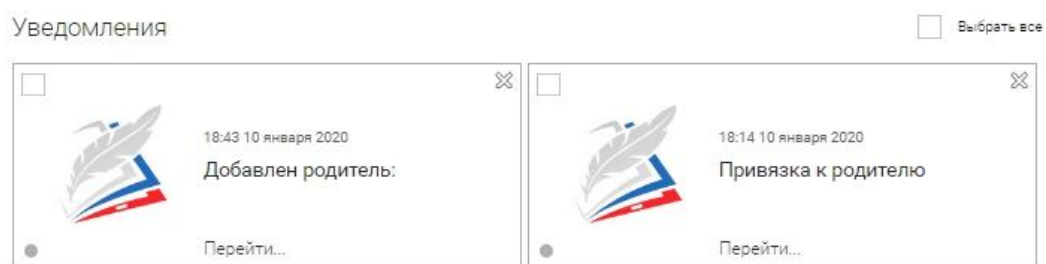 Уведомления
Выбрать все
18:43 10 января 2020
Добавлен родитель:
Перейти...
18:14 10 января 2020
Привязка к родителю
Перейти...